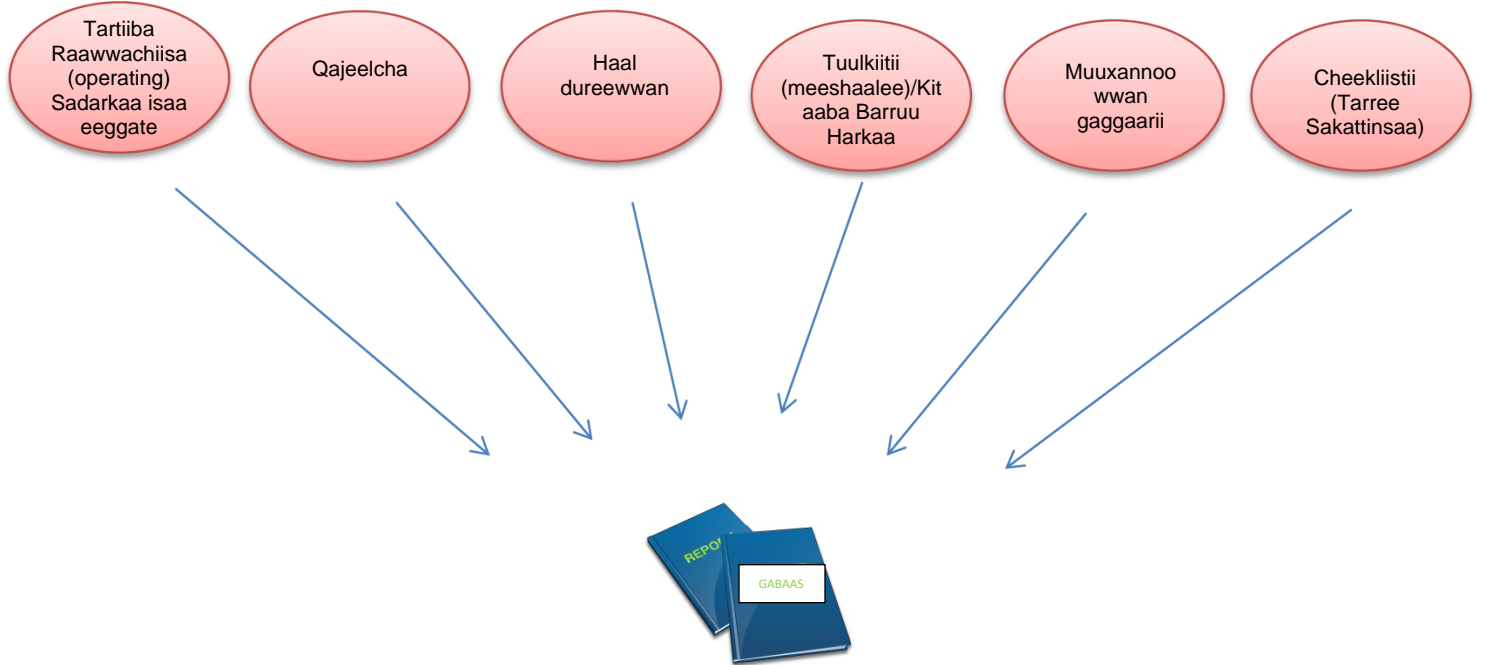 Tartiiba
Raawwachiisa
(operating)
Sadarkaa isaa
eeggate
Qajeelcha
Haal
dureewwan
Tuulkiitii
(meeshaalee)/Kit
aaba Barruu
Harkaa
Muuxannoo
wwan
gaggaarii
Cheekliistii
(Tarree
Sakattinsaa)
GABAAS